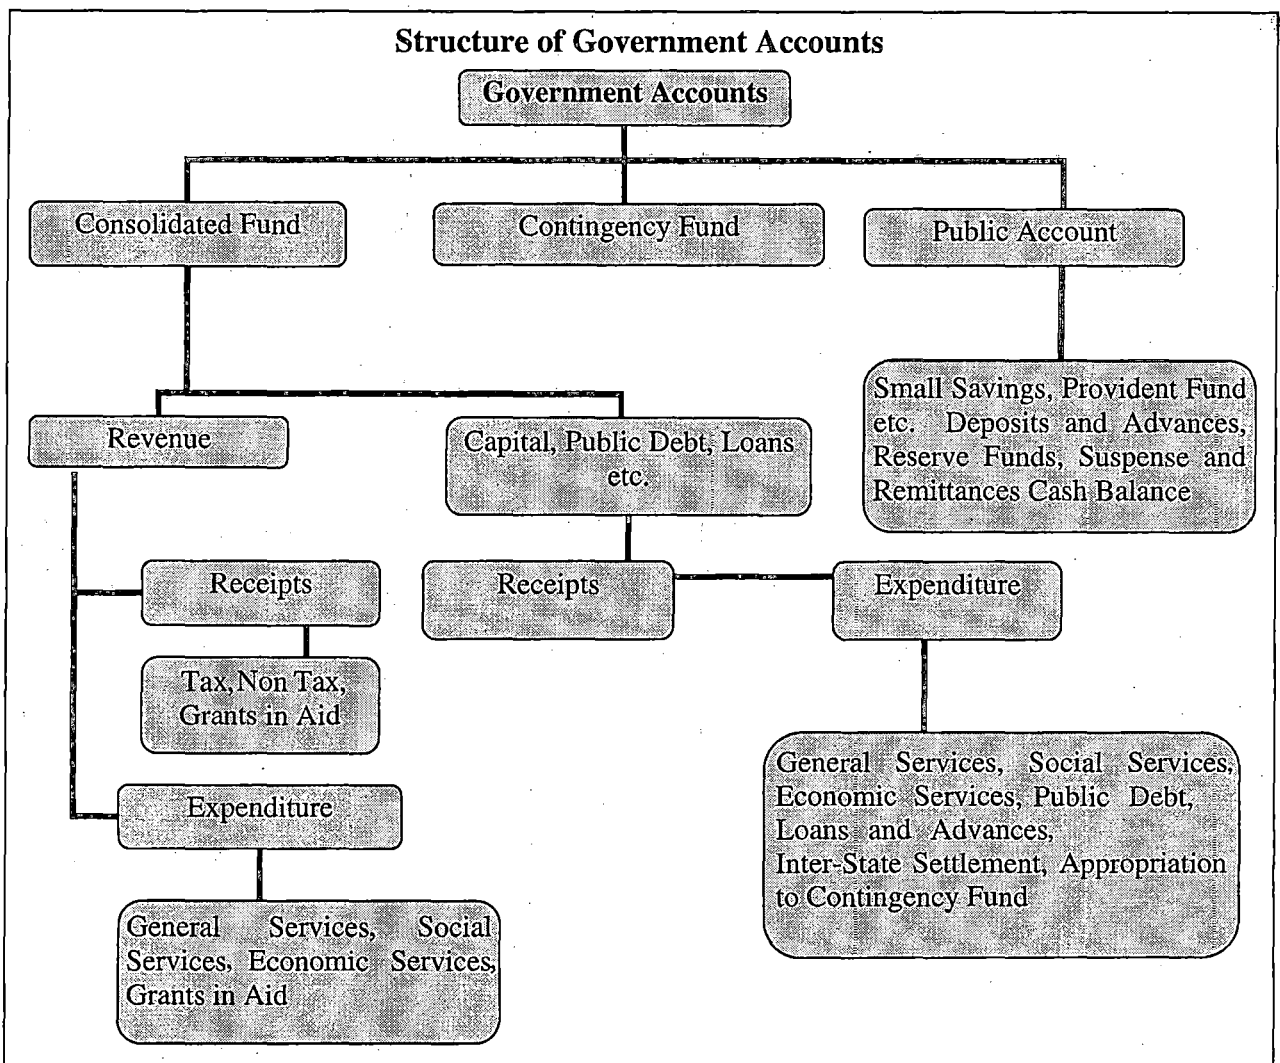 Structure of Government Accounts
Government Accounts
Consolidated Fund
Contingency Fund
Public Account
Small Savings, Provident Fund
etc. Deposits and Advances,
Reserve Funds, Suspense and
Remittances Cash Balance
Revenue
Capital, Public Debt, Loans
etc.
Receipts
Tax, Non Tax,
Grants in Aid
Receipts
Expenditure
Expenditure
General Services, Social
Services, Economic Services,
Grants in Aid
General Services, Social Services,
Economic Services, Public Debt,
Loans and Advances,
Inter-State Settlement, Appropriation
to Contingency Fund